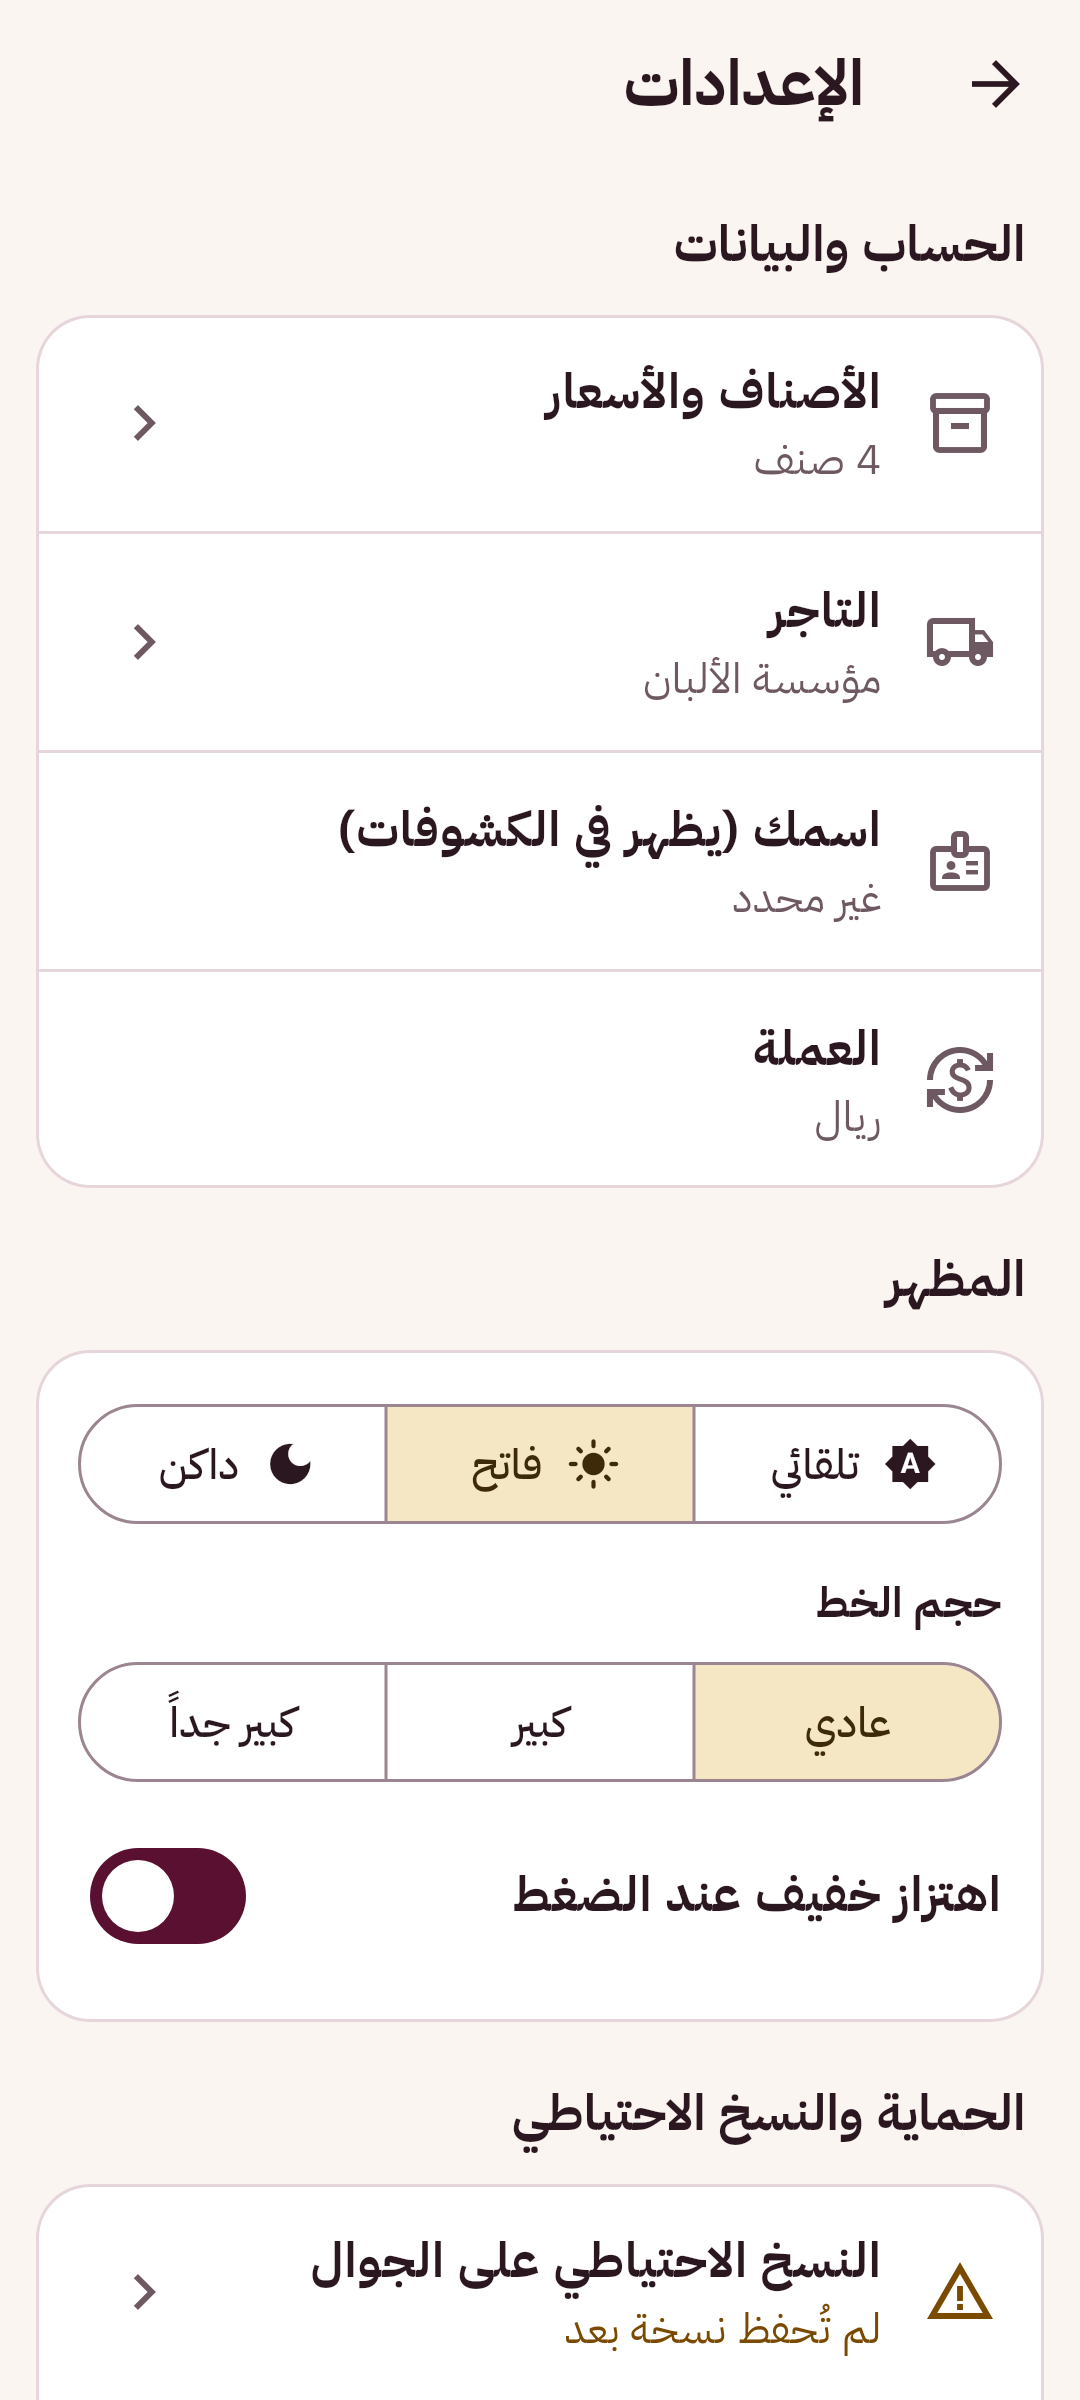 الإعدادات
الحساب والبيانات
الأصناف والأسعار
4 صنف
التاجر
مؤسسة الألبان
اسمك (يظهر في الكشوفات)
غير محدد
العملة
ريال
المظهر
تلقائي
فاتح
داكن
حجم الخط
عادي
كبير
كبير جداً
اهتزاز خفيف عند الضغط
الحماية والنسخ الاحتياطي
النسخ الاحتياطي على الجوال
لم تُحفظ نسخة بعد